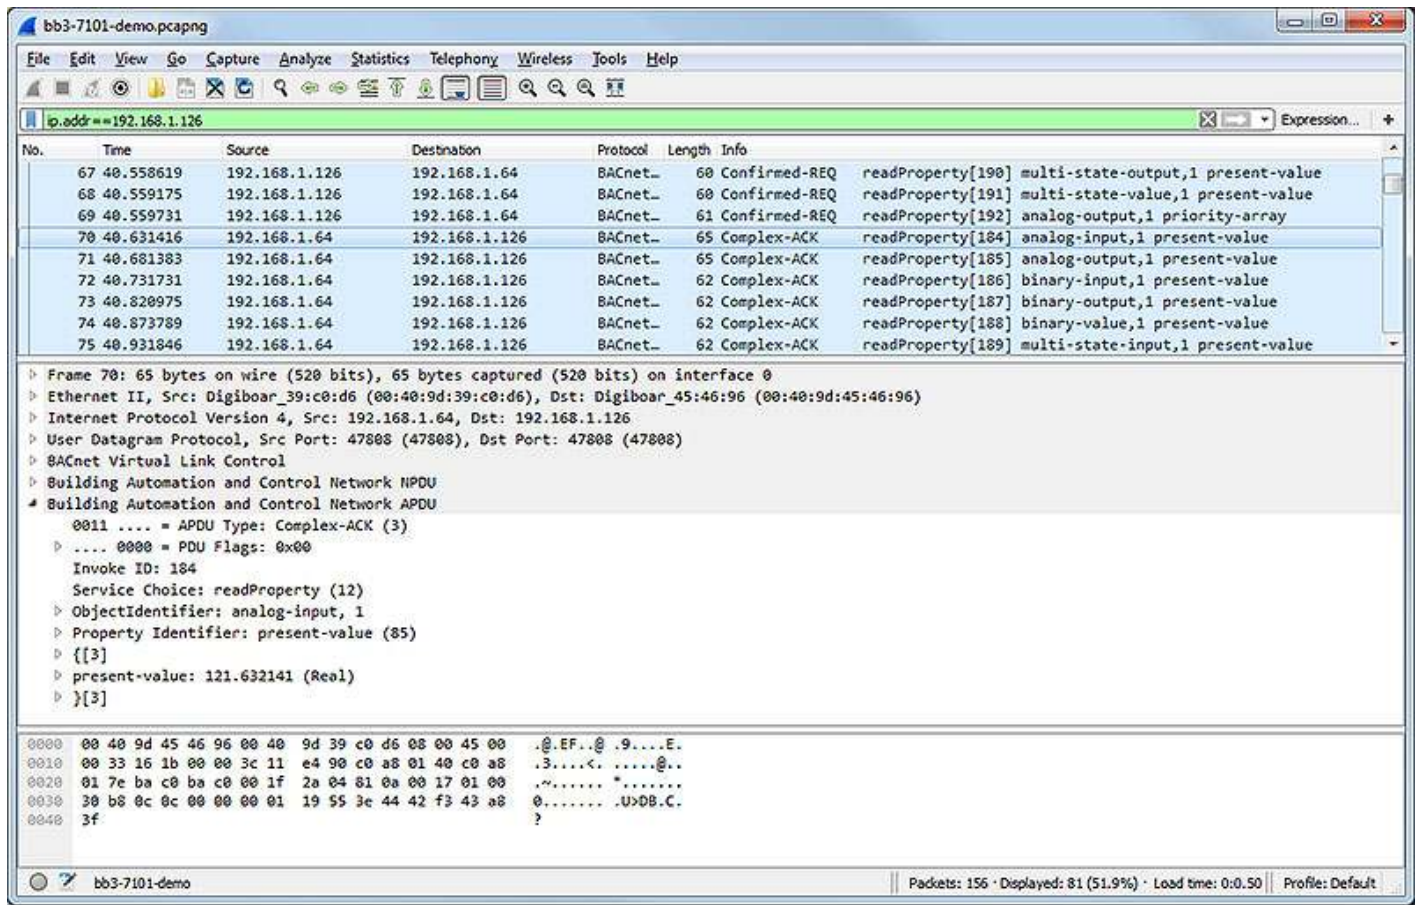 bb3-7101-demo.pcapng
File Edit View Go Capture Analyze Statistics Telephony Wireless Tools Help
ip.addr==192.168.1.126 Expression... +
No. Time Source Destination Protocol Length Info
67 40.558619 192.168.1.126 192.168.1.64 BACnet… 60 Confirmed-REQ readProperty[190] multi-state-output,1 present-value
68 40.559175 192.168.1.126 192.168.1.64 BACnet… 60 Confirmed-REQ readProperty[191] multi-state-value,1 present-value
69 40.559731 192.168.1.126 192.168.1.64 BACnet… 61 Confirmed-REQ readProperty[192] analog-output,1 priority-array
70 40.631416 192.168.1.64 192.168.1.126 BACnet… 65 Complex-ACK readProperty[184] analog-input,1 present-value
71 40.681383 192.168.1.64 192.168.1.126 BACnet… 65 Complex-ACK readProperty[185] analog-output,1 present-value
72 40.731731 192.168.1.64 192.168.1.126 BACnet… 62 Complex-ACK readProperty[186] binary-input,1 present-value
73 40.820975 192.168.1.64 192.168.1.126 BACnet… 62 Complex-ACK readProperty[187] binary-output,1 present-value
74 40.873789 192.168.1.64 192.168.1.126 BACnet… 62 Complex-ACK readProperty[188] binary-value,1 present-value
75 40.931846 192.168.1.64 192.168.1.126 BACnet… 62 Complex-ACK readProperty[189] multi-state-input,1 present-value
Frame 70: 65 bytes on wire (520 bits), 65 bytes captured (520 bits) on interface 0
Ethernet II, Src: Digiboar_39:c0:d6 (00:40:9d:39:c0:d6), Dst: Digiboar_45:46:96 (00:40:9d:45:46:96)
Internet Protocol Version 4, Src: 192.168.1.64, Dst: 192.168.1.126
User Datagram Protocol, Src Port: 47808 (47808), Dst Port: 47808 (47808)
BACnet Virtual Link Control
Building Automation and Control Network NPDU
Building Automation and Control Network APDU
0011 .... = APDU Type: Complex-ACK (3)
.... 0000 = PDU Flags: 0x00
Invoke ID: 184
Service Choice: readProperty (12)
ObjectIdentifier: analog-input, 1
Property Identifier: present-value (85)
{[3]
present-value: 121.632141 (Real)
}[3]
0000 00 40 9d 45 46 96 00 40 9d 39 c0 d6 08 00 45 00 .@.EF..@ .9....E.
0010 00 33 16 1b 00 00 3c 11 e4 90 c0 a8 01 40 c0 a8 .3....<. .....@..
0020 01 7e ba c0 ba c0 00 1f 2a 04 81 0a 00 17 01 00 .~...... *.......
0030 30 b8 0c 0c 00 00 00 01 19 55 3e 44 42 f3 43 a8 0....... .U>DB.C.
0040 3f ?
bb3-7101-demo Packets: 156 · Displayed: 81 (51.9%) · Load time: 0:0.50 Profile: Default